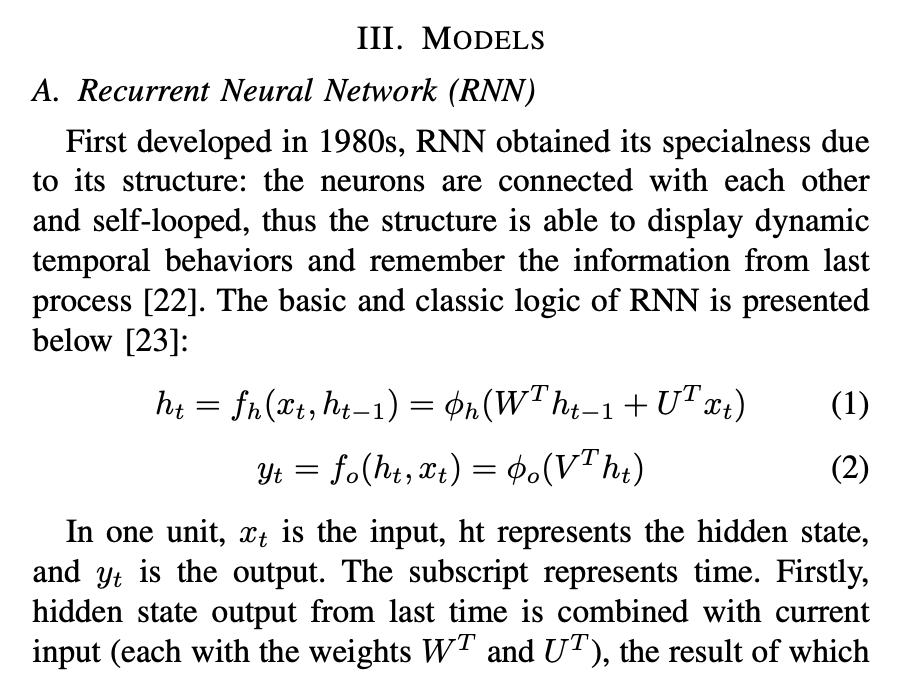 III. MODELS
A. Recurrent Neural Network (RNN)
First developed in 1980s, RNN obtained its specialness due
to its structure: the neurons are connected with each other
and self-looped, thus the structure is able to display dynamic
temporal behaviors and remember the information from last
process [22]. The basic and classic logic of RNN is presented
below [23]:
h_t = f_h(x_t, h_{t−1}) = ϕ_h(W^T h_{t−1} + U^T x_t) (1)
y_t = f_o(h_t, x_t) = ϕ_o(V^T h_t) (2)
In one unit, x_t is the input, ht represents the hidden state,
and y_t is the output. The subscript represents time. Firstly,
hidden state output from last time is combined with current
input (each with the weights W^T and U^T), the result of which